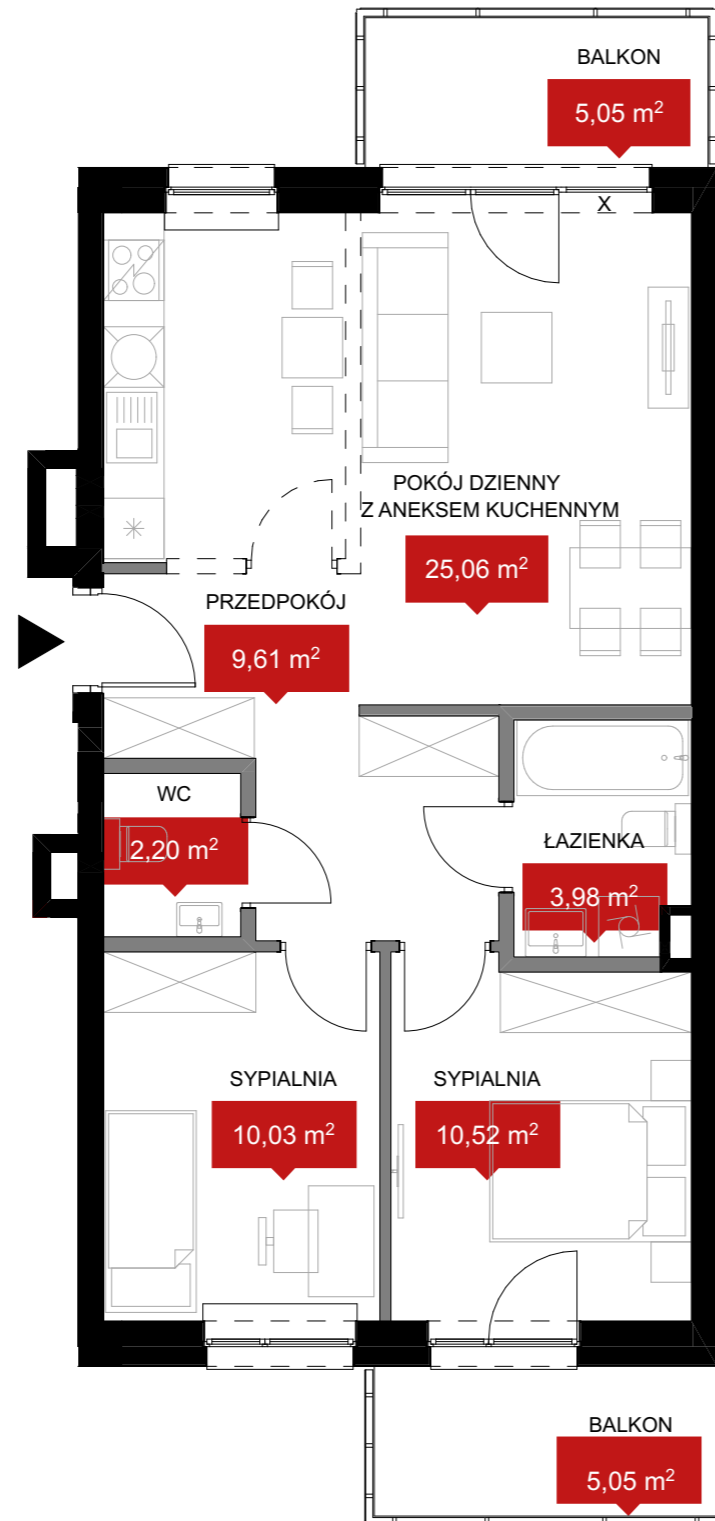 BALKON
5,05 m²
X
POKÓJ DZIENNY
Z ANEKSEM KUCHENNYM
25,06 m²
PRZEDPOKÓJ
9,61 m²
WC
2,20 m²
ŁAZIENKA
3,98 m²
SYPIALNIA
10,03 m²
SYPIALNIA
10,52 m²
BALKON
5,05 m²